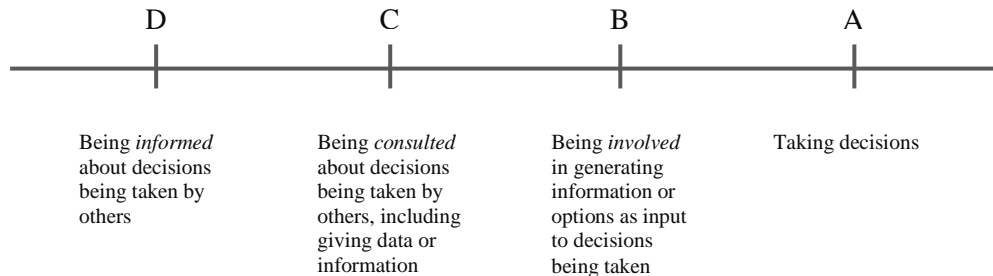 D
C
B
A
Being informed
about decisions
being taken by
others
Being consulted
about decisions
being taken by
others, including
giving data or
information
Being involved
in generating
information or
options as input
to decisions
being taken
Taking decisions